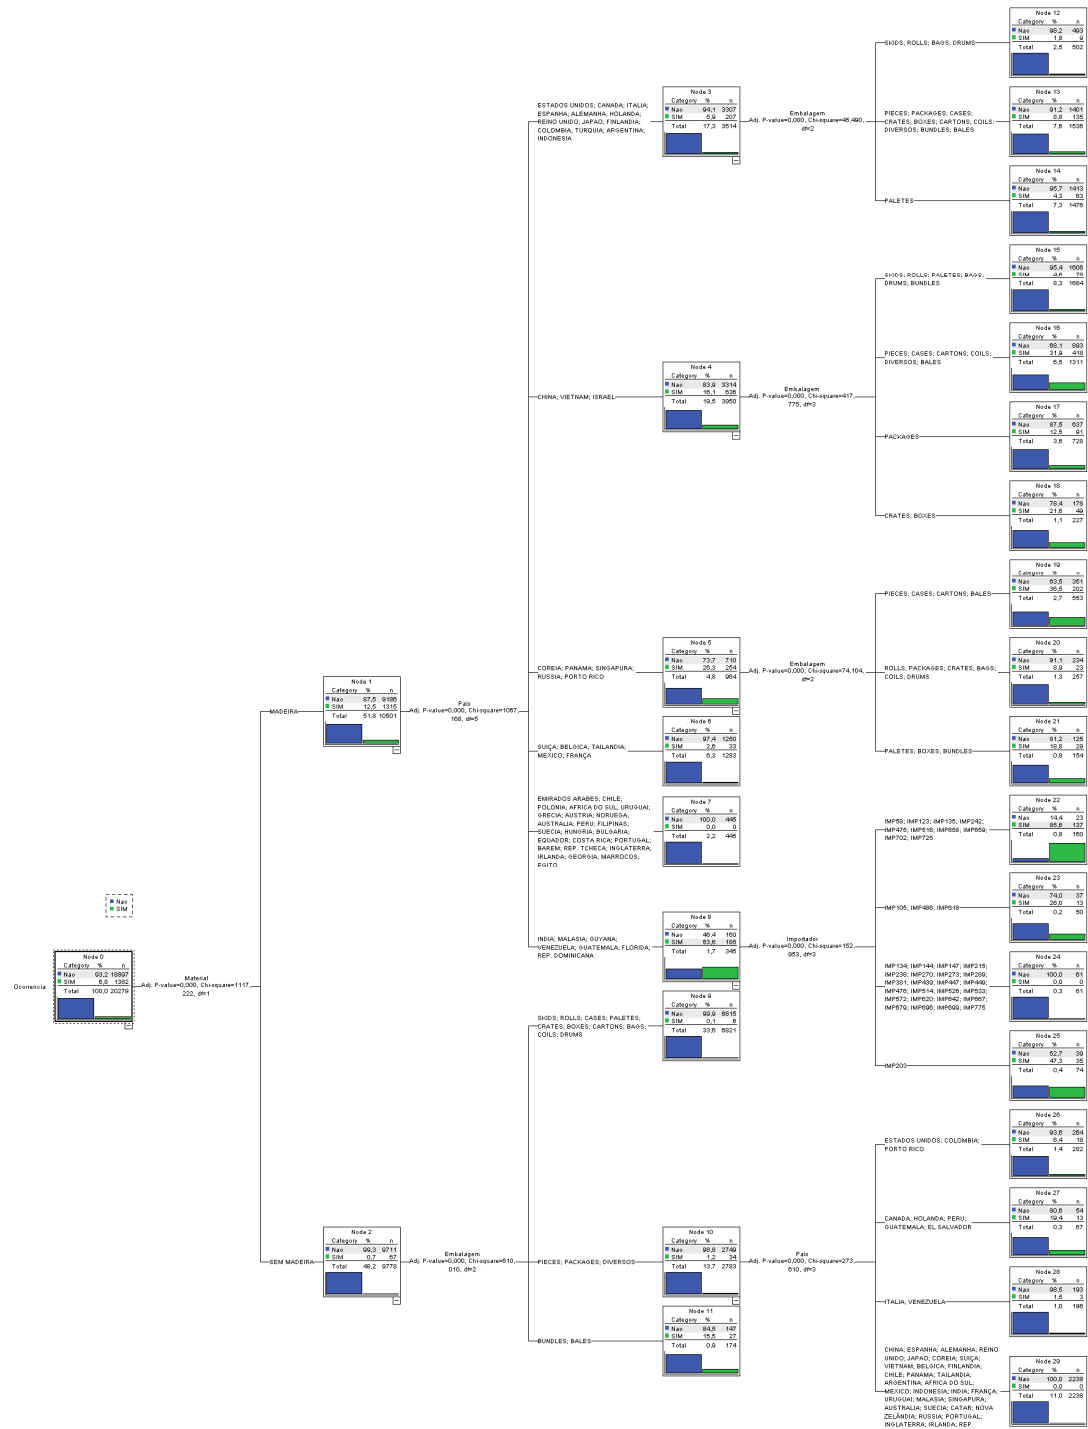 Nao
SIM
Ocorrencia
Node 0
Category % n
Nao 93,2 18897
SIM 6,8 1382
Total 100,0 20279
Material
Adj. P-value=0,000, Chi-square=1117,
222, df=1
MADEIRA
Node 1
Category % n
Nao 87,5 9186
SIM 12,5 1315
Total 51,8 10501
Pais
Adj. P-value=0,000, Chi-square=1067,
168, df=5
SEM MADEIRA
Node 2
Category % n
Nao 99,3 9711
SIM 0,7 67
Total 48,2 9778
Embalagem
Adj. P-value=0,000, Chi-square=610,
010, df=2
ESTADOS UNIDOS; CANADA; ITALIA;
ESPANHA; ALEMANHA; HOLANDA;
REINO UNIDO; JAPAO; FINLANDIA;
COLOMBIA; TURQUIA; ARGENTINA;
INDONESIA
Node 3
Category % n
Nao 94,1 3307
SIM 5,9 207
Total 17,3 3514
Embalagem
Adj. P-value=0,000, Chi-square=46,490,
df=2
CHINA; VIETNAM; ISRAEL
Node 4
Category % n
Nao 83,9 3314
SIM 16,1 636
Total 19,5 3950
Embalagem
Adj. P-value=0,000, Chi-square=417,
775, df=3
COREIA; PANAMA; SINGAPURA;
RUSSIA; PORTO RICO
Node 5
Category % n
Nao 73,7 710
SIM 26,3 254
Total 4,8 964
Embalagem
Adj. P-value=0,000, Chi-square=74,104,
df=2
SUIÇA; BELGICA; TAILANDIA;
MEXICO; FRANÇA
Node 6
Category % n
Nao 97,4 1250
SIM 2,6 33
Total 6,3 1283
EMIRADOS ARABES; CHILE;
POLONIA; AFRICA DO SUL; URUGUAI;
GRECIA; AUSTRIA; NORUEGA;
AUSTRALIA; PERU; FILIPINAS;
SUECIA; HUNGRIA; BULGARIA;
EQUADOR; COSTA RICA; PORTUGAL;
BAREM; REP. TCHECA; INGLATERRA;
IRLANDA; GEORGIA; MARROCOS;
EGITO
Node 7
Category % n
Nao 100,0 446
SIM 0,0 0
Total 2,2 446
INDIA; MALASIA; GUYANA;
VENEZUELA; GUATEMALA; FLORIDA;
REP. DOMINICANA
Node 8
Category % n
Nao 46,4 160
SIM 53,6 185
Total 1,7 345
Importador
Adj. P-value=0,000, Chi-square=152,
953, df=3
SKIDS; ROLLS; CASES; PALETES;
CRATES; BOXES; CARTONS; BAGS;
COILS; DRUMS
Node 9
Category % n
Nao 99,9 6815
SIM 0,1 6
Total 33,6 6821
PIECES; PACKAGES; DIVERSOS
Node 10
Category % n
Nao 98,8 2749
SIM 1,2 34
Total 13,7 2783
Pais
Adj. P-value=0,000, Chi-square=273,
610, df=3
BUNDLES; BALES
Node 11
Category % n
Nao 84,5 147
SIM 15,5 27
Total 0,9 174
SKIDS; ROLLS; BAGS; DRUMS
Node 12
Category % n
Nao 98,2 493
SIM 1,8 9
Total 2,5 502
PIECES; PACKAGES; CASES;
CRATES; BOXES; CARTONS; COILS;
DIVERSOS; BUNDLES; BALES
Node 13
Category % n
Nao 91,2 1401
SIM 8,8 135
Total 7,6 1536
PALETES
Node 14
Category % n
Nao 95,7 1413
SIM 4,3 63
Total 7,3 1476
SKIDS; ROLLS; PALETES; BAGS;
DRUMS; BUNDLES
Node 15
Category % n
Nao 95,4 1606
SIM 4,6 78
Total 8,3 1684
PIECES; CASES; CARTONS; COILS;
DIVERSOS; BALES
Node 16
Category % n
Nao 68,1 893
SIM 31,9 418
Total 6,5 1311
PACKAGES
Node 17
Category % n
Nao 87,5 637
SIM 12,5 91
Total 3,6 728
CRATES; BOXES
Node 18
Category % n
Nao 78,4 178
SIM 21,6 49
Total 1,1 227
PIECES; CASES; CARTONS; BALES
Node 19
Category % n
Nao 63,5 351
SIM 36,5 202
Total 2,7 553
ROLLS; PACKAGES; CRATES; BAGS;
COILS; DRUMS
Node 20
Category % n
Nao 91,1 234
SIM 8,9 23
Total 1,3 257
PALETES; BOXES; BUNDLES
Node 21
Category % n
Nao 81,2 125
SIM 18,8 29
Total 0,8 154
IMP58; IMP123; IMP135; IMP242;
IMP475; IMP516; IMP658; IMP659;
IMP702; IMP725
Node 22
Category % n
Nao 14,4 23
SIM 85,6 137
Total 0,8 160
IMP105; IMP486; IMP618
Node 23
Category % n
Nao 74,0 37
SIM 26,0 13
Total 0,2 50
IMP134; IMP144; IMP147; IMP215;
IMP238; IMP270; IMP273; IMP289;
IMP381; IMP439; IMP447; IMP449;
IMP476; IMP514; IMP526; IMP533;
IMP572; IMP620; IMP642; IMP667;
IMP679; IMP696; IMP699; IMP775
Node 24
Category % n
Nao 100,0 61
SIM 0,0 0
Total 0,3 61
IMP203
Node 25
Category % n
Nao 52,7 39
SIM 47,3 35
Total 0,4 74
ESTADOS UNIDOS; COLOMBIA;
PORTO RICO
Node 26
Category % n
Nao 93,6 264
SIM 6,4 18
Total 1,4 282
CANADA; HOLANDA; PERU;
GUATEMALA; EL SALVADOR
Node 27
Category % n
Nao 80,6 54
SIM 19,4 13
Total 0,3 67
ITALIA; VENEZUELA
Node 28
Category % n
Nao 98,5 193
SIM 1,5 3
Total 1,0 196
CHINA; ESPANHA; ALEMANHA; REINO
UNIDO; JAPAO; COREIA; SUIÇA;
VIETNAM; BELGICA; FINLANDIA;
CHILE; PANAMA; TAILANDIA;
ARGENTINA; AFRICA DO SUL;
MEXICO; INDONESIA; INDIA; FRANÇA;
URUGUAI; MALASIA; SINGAPURA;
AUSTRALIA; SUECIA; CATAR; NOVA
ZELÂNDIA; RUSSIA; PORTUGAL;
INGLATERRA; IRLANDA; REP.
Node 29
Category % n
Nao 100,0 2238
SIM 0,0 0
Total 11,0 2238